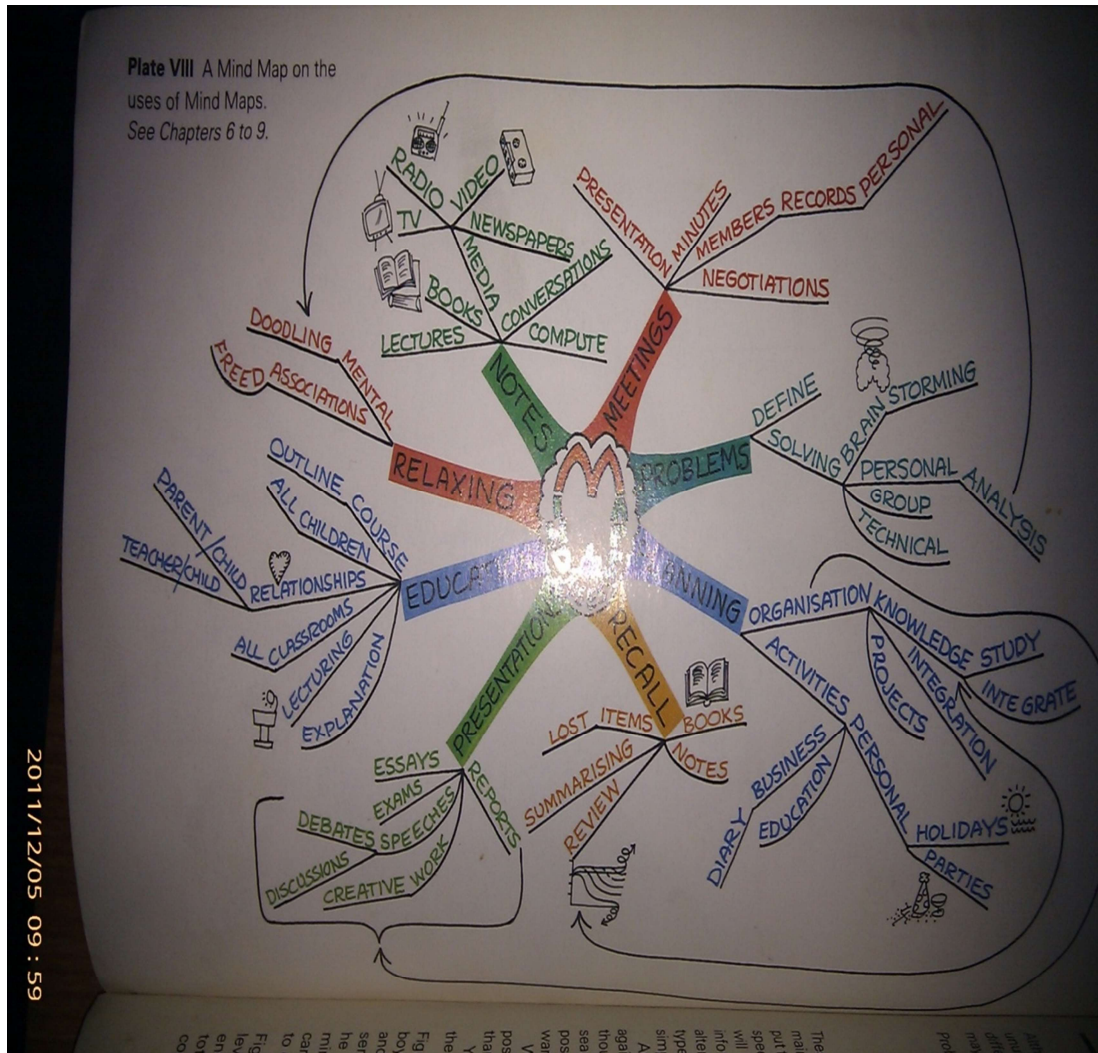 Plate VIII A Mind Map on the
uses of Mind Maps.
See Chapters 6 to 9.
NOTES
LECTURES
BOOKS
MEDIA
TV
RADIO
VIDEO
NEWSPAPERS
CONVERSATIONS
COMPUTE
MEETINGS
PRESENTATION
MINUTES
MEMBERS RECORDS PERSONAL
NEGOTIATIONS
PROBLEMS
DEFINE
SOLVING
BRAIN STORMING
PERSONAL ANALYSIS
GROUP
TECHNICAL
NNING
ORGANISATION
KNOWLEDGE
STUDY
INTEGRATE
INTEGRATION
PROJECTS
ACTIVITIES
BUSINESS
DIARY
EDUCATION
PERSONAL
HOLIDAYS
PARTIES
RECALL
BOOKS
NOTES
LOST ITEMS
SUMMARISING
REVIEW
PRESENTATION
ESSAYS
EXAMS
DEBATES SPEECHES
DISCUSSIONS
CREATIVE WORK
REPORTS
EDUCAT
OUTLINE COURSE
ALL CHILDREN
RELATIONSHIPS
PARENT/CHILD
TEACHER/CHILD
ALL CLASSROOMS
LECTURING
EXPLANATION
RELAXING
DOODLING MENTAL
FREED ASSOCIATIONS
M
2011/12/05 09:59